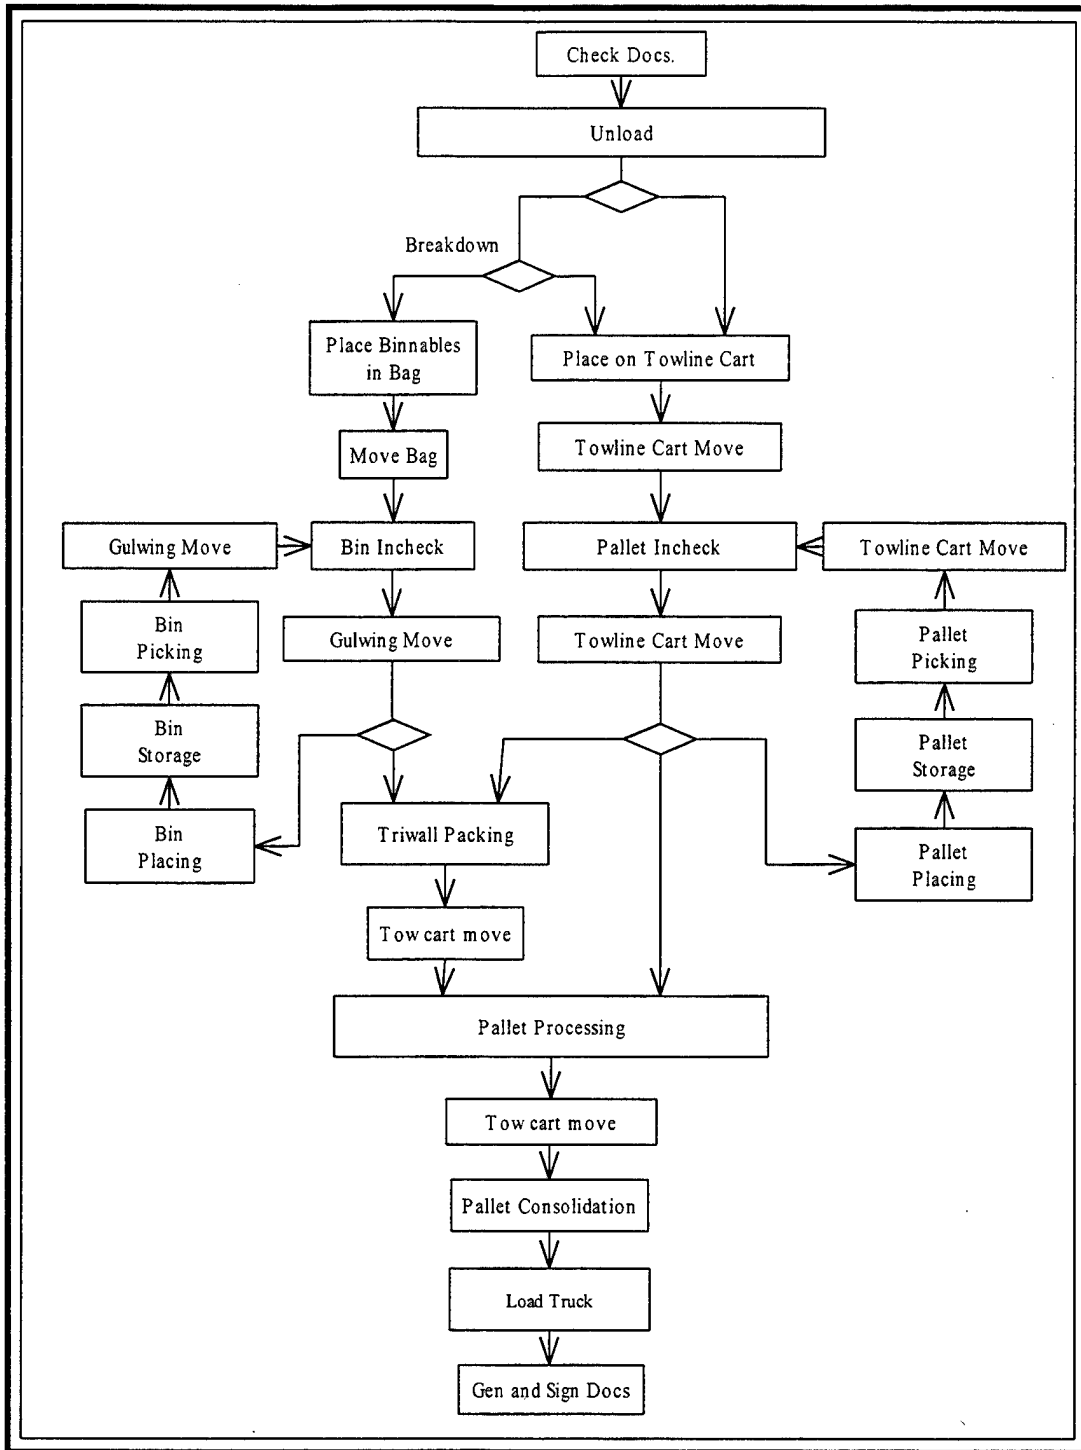 Check Docs.
Unload
Breakdown
Place Binnables
in Bag
Place on Towline Cart
Move Bag
Towline Cart Move
Gulwing Move
Bin Incheck
Pallet Incheck
Towline Cart Move
Bin
Picking
Gulwing Move
Towline Cart Move
Pallet
Picking
Bin
Storage
Pallet
Storage
Bin
Placing
Triwall Packing
Pallet
Placing
Tow cart move
Pallet Processing
Tow cart move
Pallet Consolidation
Load Truck
Gen and Sign Docs